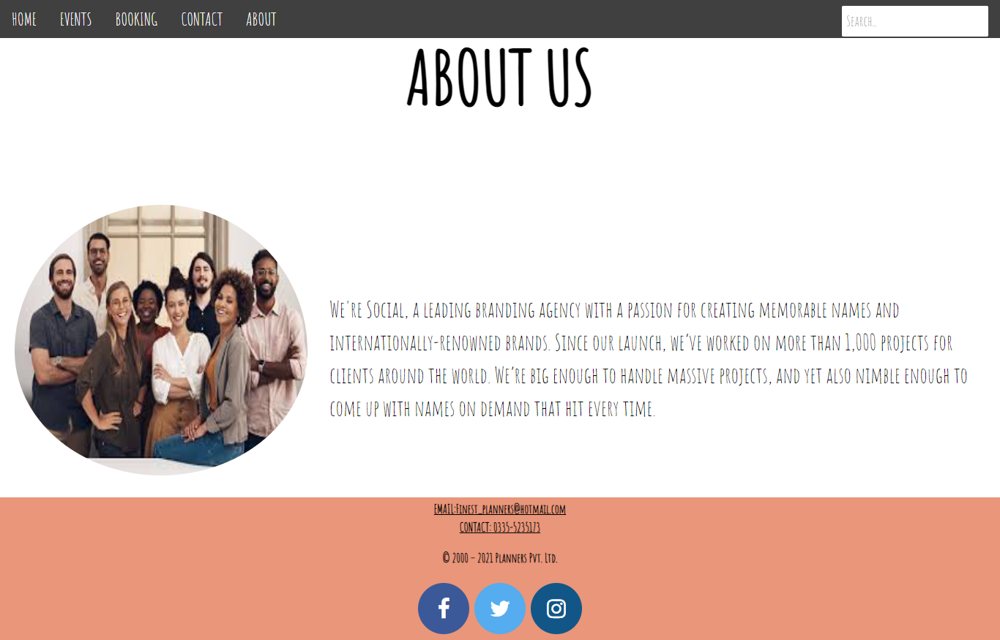 HOME EVENTS BOOKING CONTACT ABOUT Search...
ABOUT US
We're Social, a leading branding agency with a passion for creating memorable names and
internationally-renowned brands. Since our launch, we’ve worked on more than 1,000 projects for
clients around the world. We’re big enough to handle massive projects, and yet also nimble enough to
come up with names on demand that hit every time.
EMAIL:Finest_planners@hotmail.com
CONTACT: 0335-5235173
© 2000 – 2021 Planners Pvt. Ltd.